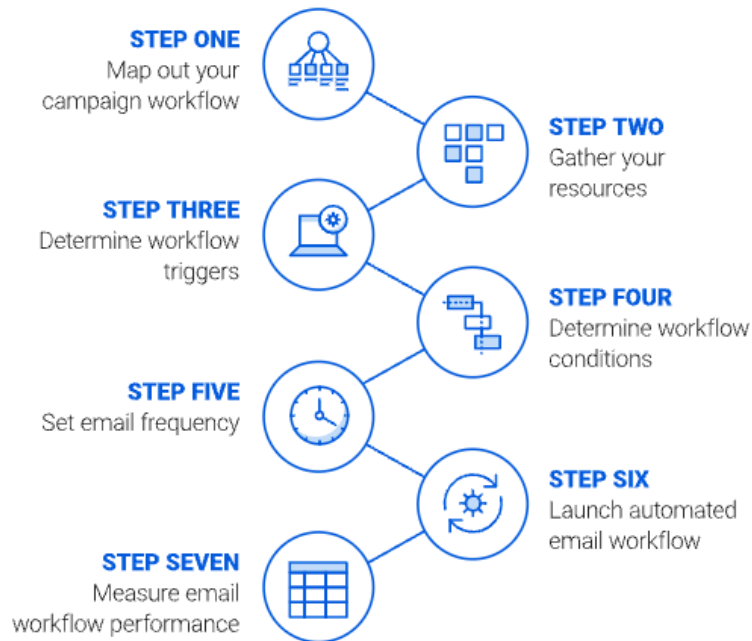 STEP ONE
Map out your
campaign workflow
STEP TWO
Gather your
resources
STEP THREE
Determine workflow
triggers
STEP FOUR
Determine workflow
conditions
STEP FIVE
Set email frequency
STEP SIX
Launch automated
email workflow
STEP SEVEN
Measure email
workflow performance